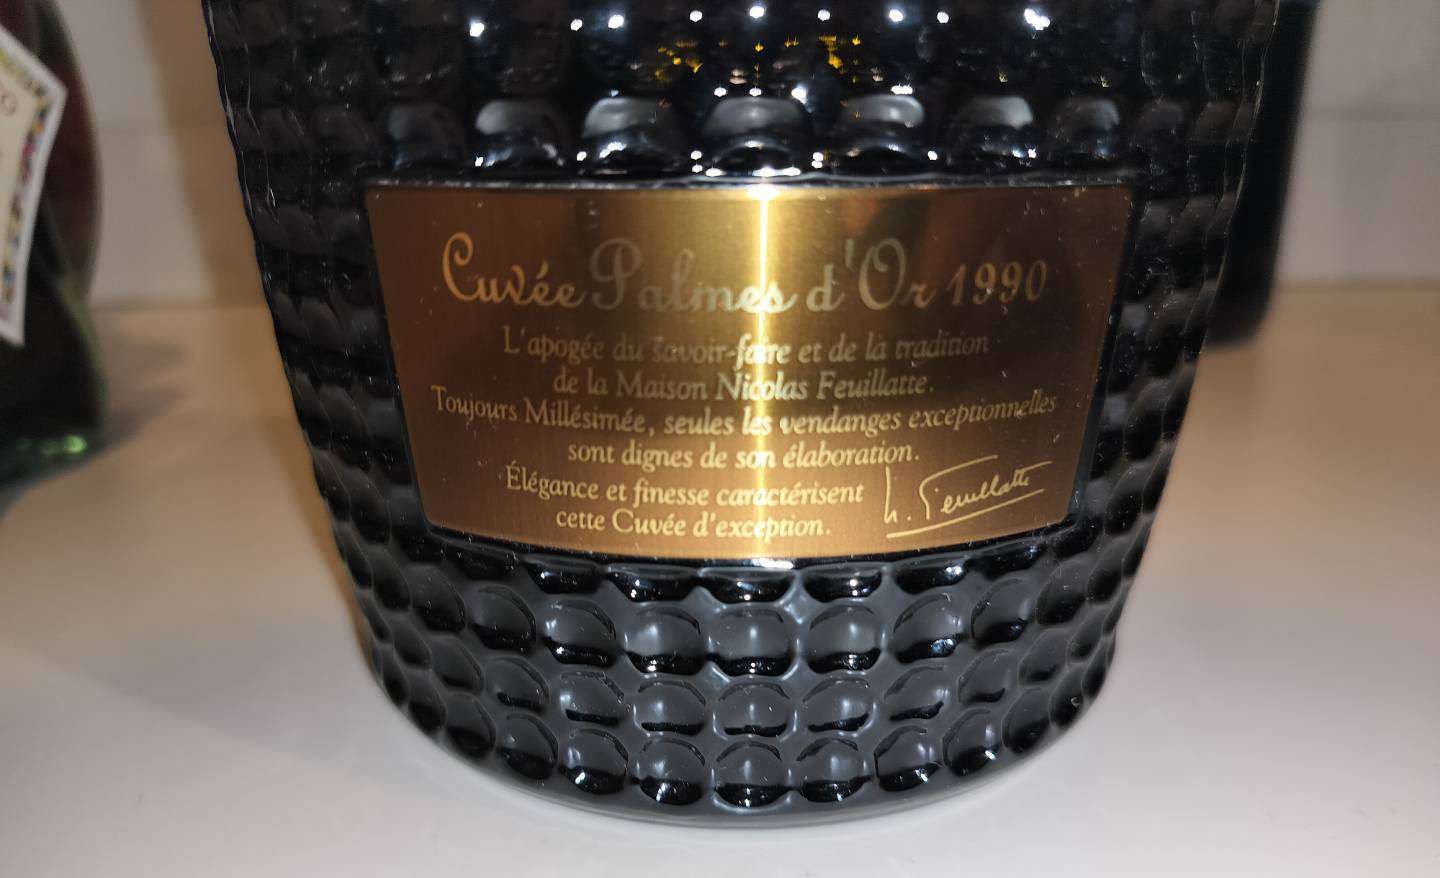 Cuvée Palmes d'Or 1990
L'apogée du savoir-faire et de la tradition
de la Maison Nicolas Feuillatte.
Toujours Millésimée, seules les vendanges exceptionnelles
sont dignes de son élaboration.
Élégance et finesse caractérisent
cette Cuvée d'exception.
N. Feuillatte